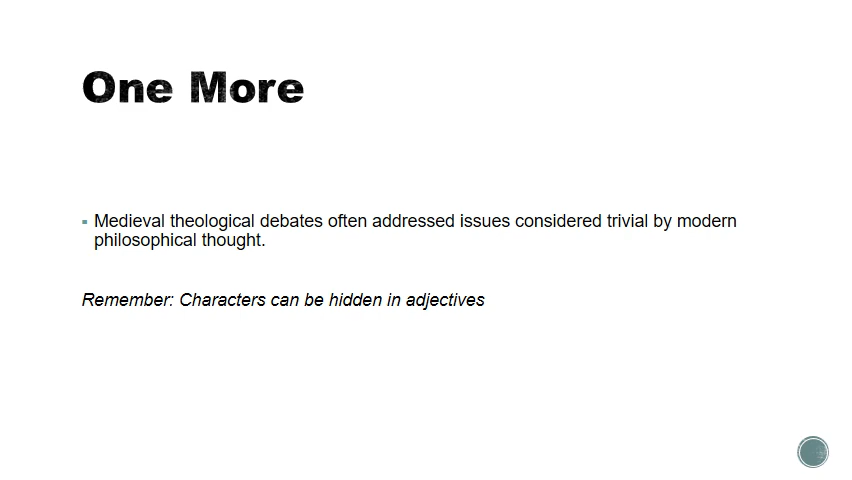 One More
▪ Medieval theological debates often addressed issues considered trivial by modern
philosophical thought.
Remember: Characters can be hidden in adjectives